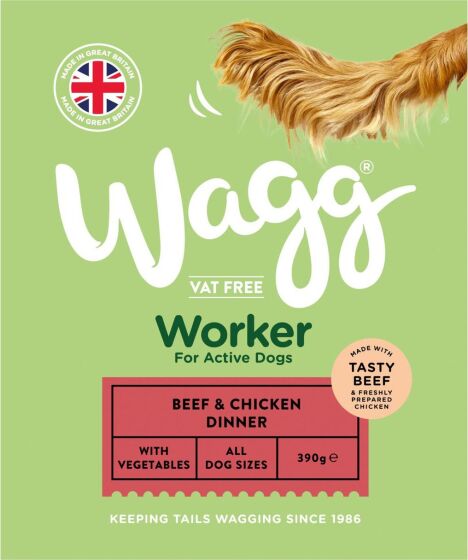 MADE IN GREAT BRITAIN
MADE IN GREAT BRITAIN
Wagg®
VAT FREE
Worker
For Active Dogs
MADE WITH
TASTY
BEEF
& FRESHLY
PREPARED
CHICKEN
BEEF & CHICKEN
DINNER
WITH
VEGETABLES
ALL
DOG SIZES
390g ℮
KEEPING TAILS WAGGING SINCE 1986